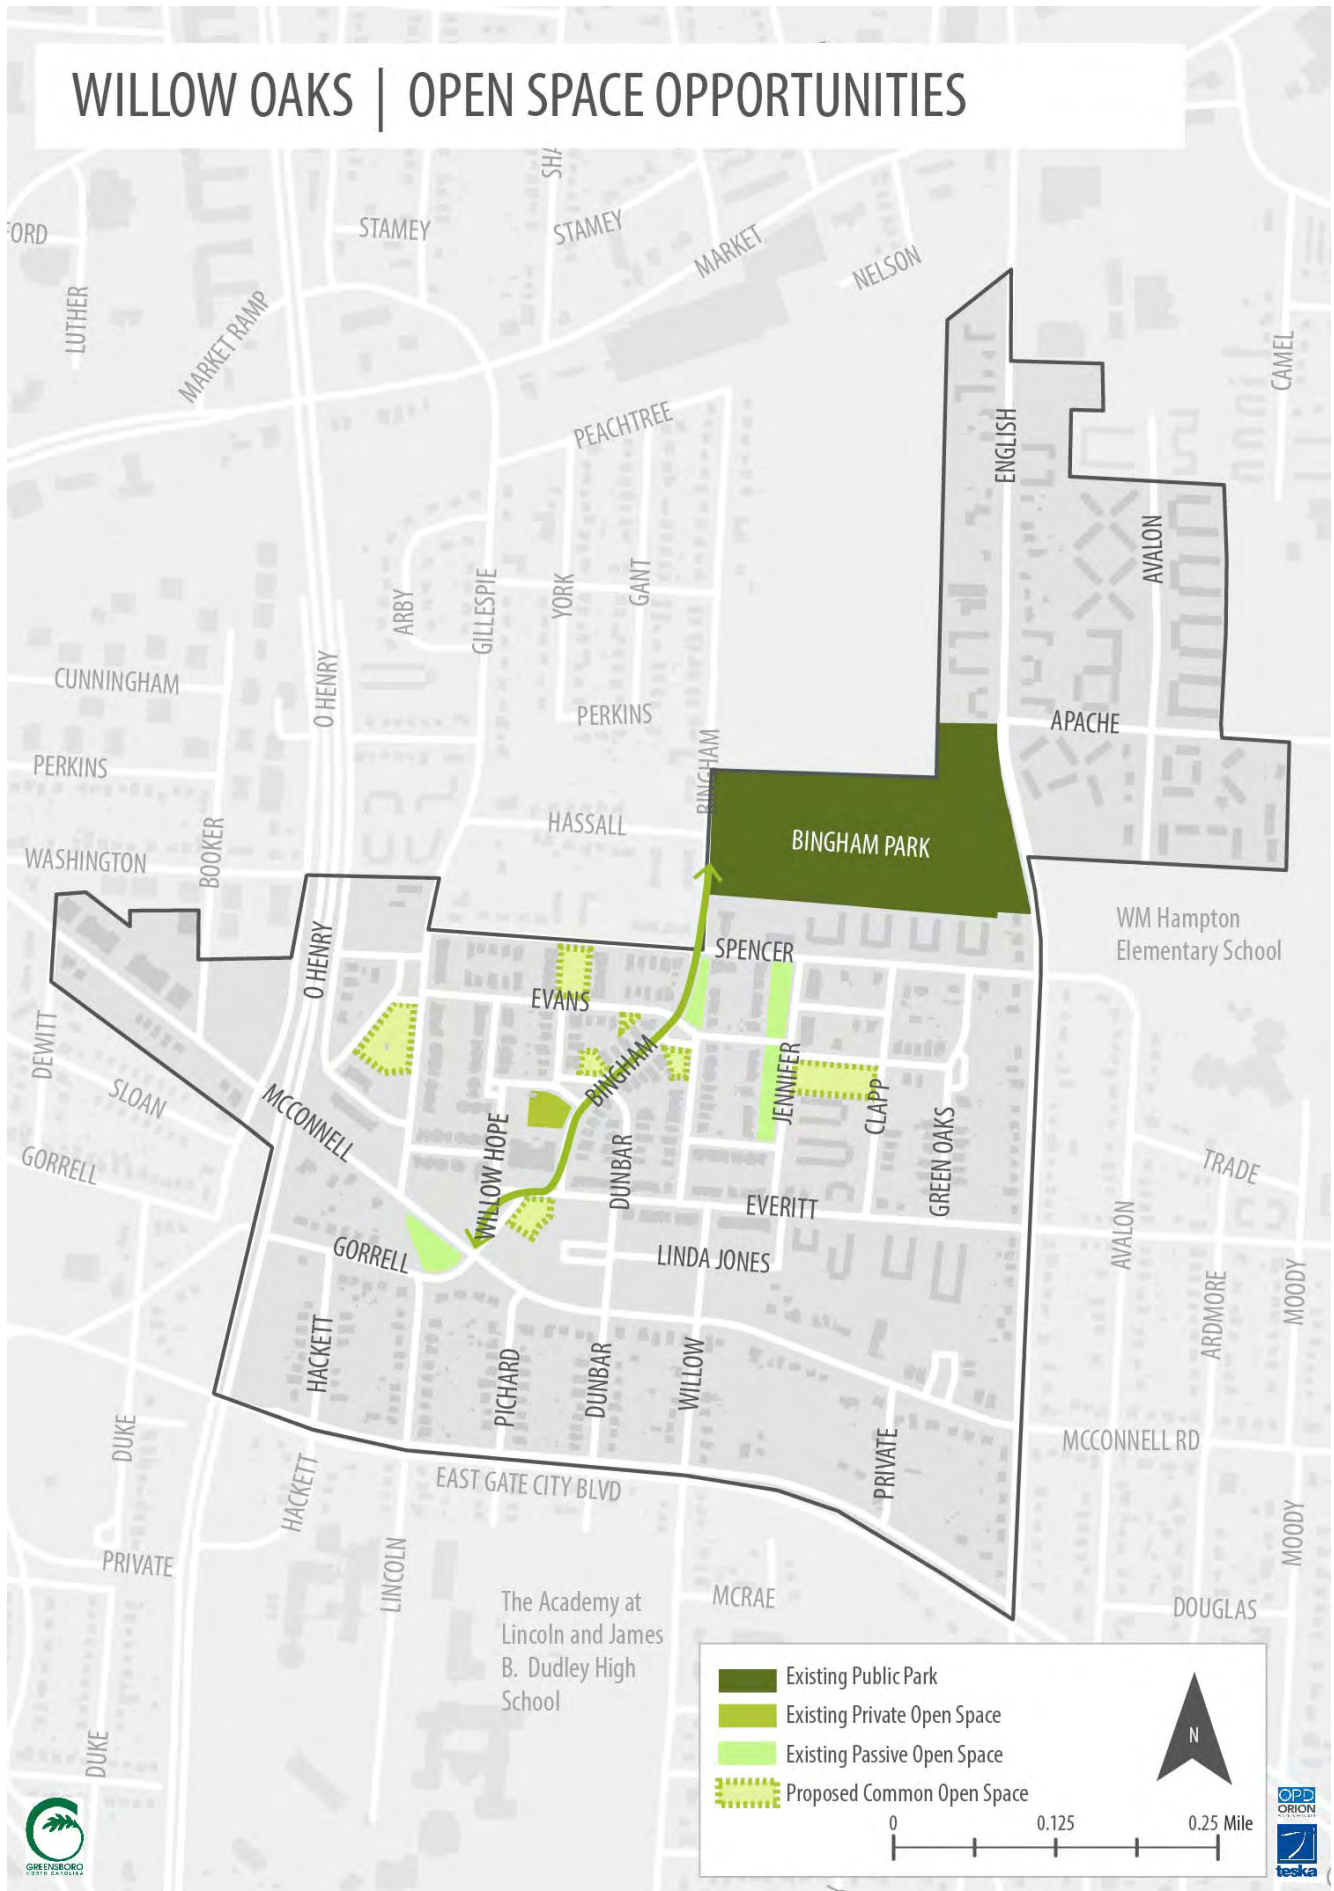 WILLOW OAKS | OPEN SPACE OPPORTUNITIES
STAMEY
STAMEY
MARKET
NELSON
LUTHER
MARKET RAMP
CAMEL
PEACHTREE
ENGLISH
AVALON
ARBY
GILLESPIE
YORK
GANT
CUNNINGHAM
O HENRY
PERKINS
APACHE
PERKINS
BINGHAM
HASSALL
BINGHAM PARK
WASHINGTON
BOOKER
WM Hampton
Elementary School
O HENRY
SPENCER
EVANS
DEWITT
SLOAN
MCCONNELL
BINGHAM
JENNIFER
CLAPP
GREEN OAKS
GORRELL
WILLOW HOPE
DUNBAR
EVERITT
TRADE
AVALON
GORRELL
LINDA JONES
MOODY
ARDMORE
HACKETT
PICHARD
DUNBAR
WILLOW
DUKE
PRIVATE
MCCONNELL RD
HACKETT
EAST GATE CITY BLVD
MOODY
PRIVATE
LINCOLN
The Academy at
Lincoln and James
B. Dudley High
School
MCRAE
DOUGLAS
DUKE
Existing Public Park
Existing Private Open Space
Existing Passive Open Space
Proposed Common Open Space
N
0 0.125 0.25 Mile
GREENSBORO
NORTH CAROLINA
OPD
ORION
teska